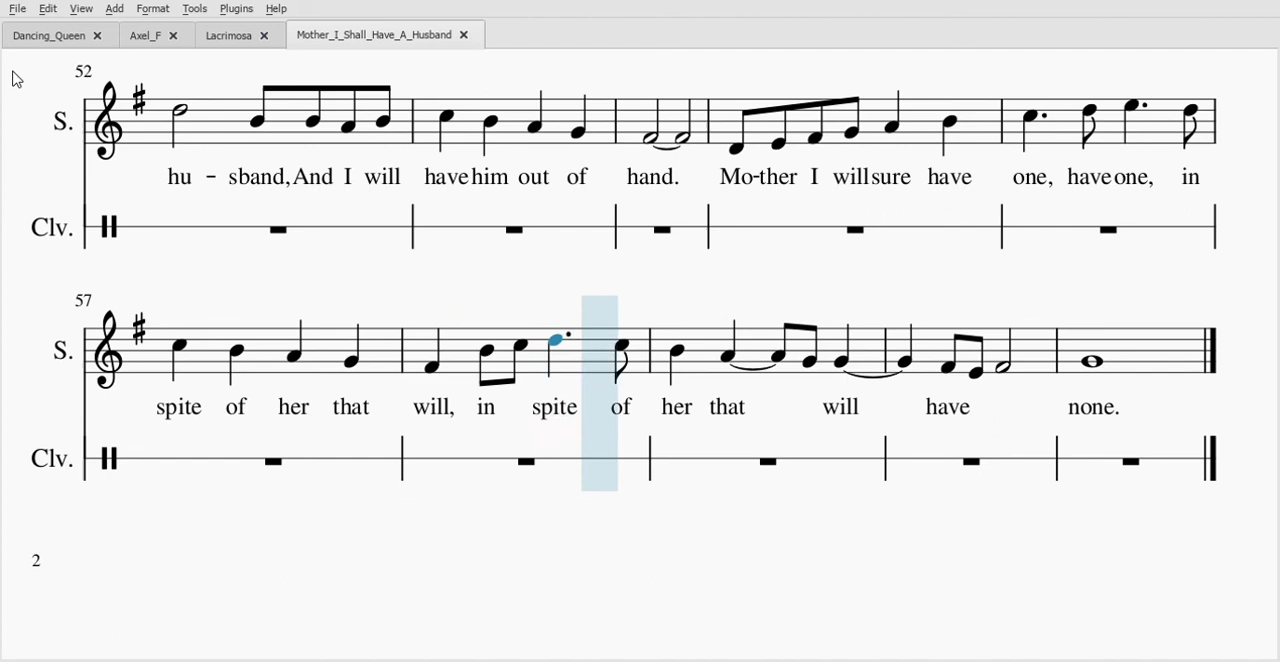 File Edit View Add Format Tools Plugins Help
Dancing_Queen Axel_F Lacrimosa Mother_I_Shall_Have_A_Husband
52
S.
hu - sband, And I will have him out of hand. Mo-ther I will sure have one, have one, in
Clv.
57
S.
spite of her that will, in spite of her that will have none.
Clv.
2